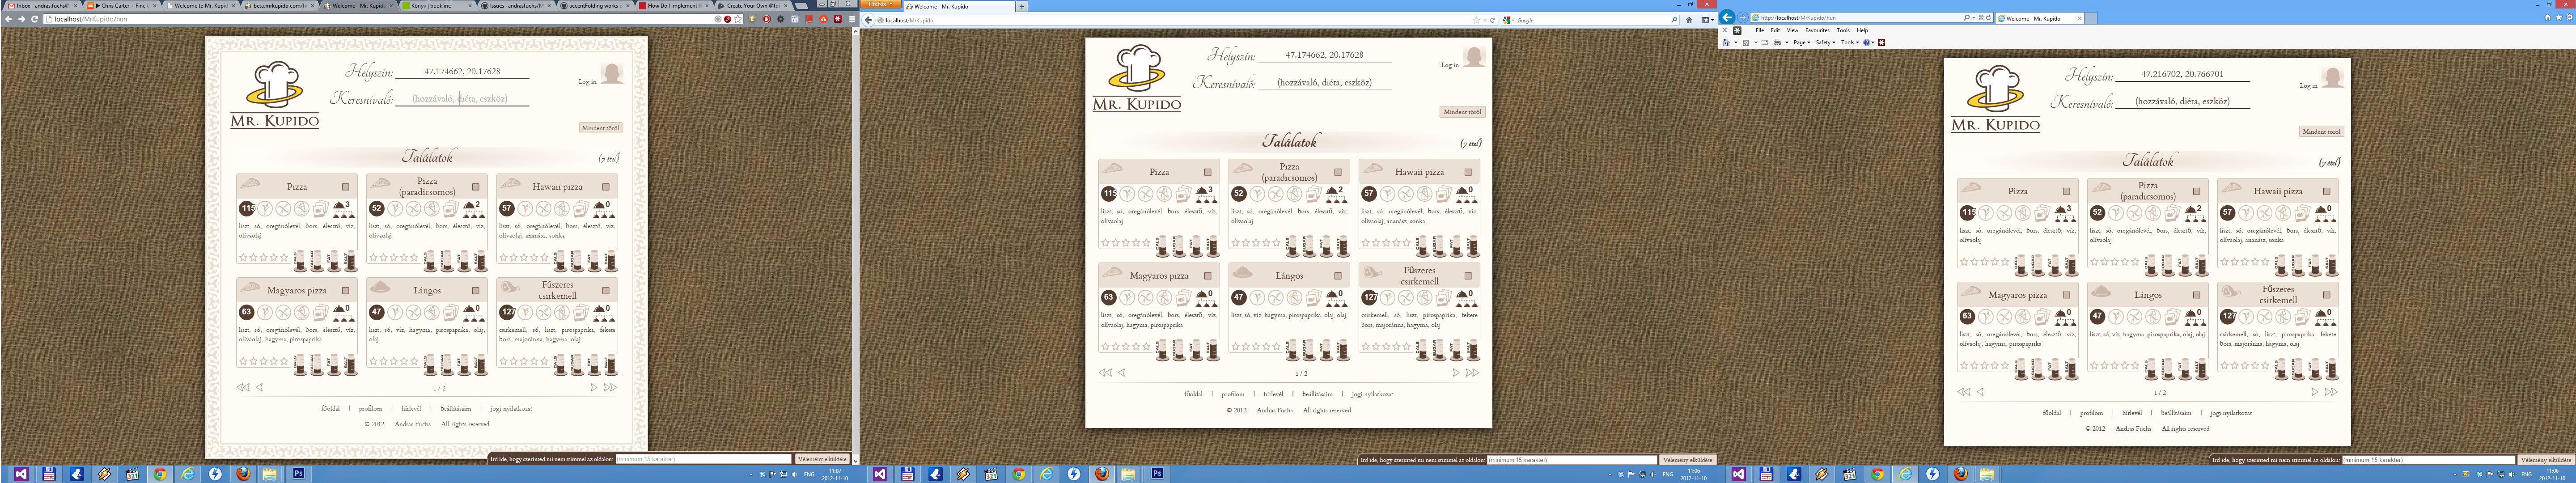 Inbox - andras.fuchs@
Chris Carter • Fine
Welcome to Mr. Kupi
beta.mrkupido.com/h
Welcome - Mr. Kupido
Könyv | bookline
Issues · andrasfuchs/M
accentFolding works
How Do I Implement
Create Your Own @fo
localhost/MrKupido/hun
Helyszín: 47.174662, 20.17628
Log in
Keresnivaló: (hozzávaló, diéta, eszköz)
MR. KUPIDO
Mindent töröl
Találatok
(7 étel)
Pizza
Pizza (paradicsomos)
Hawaii pizza
115
3
52
2
57
0
liszt, só, oregánólevél, bors, élesztő, víz, olívaolaj
liszt, só, oregánólevél, bors, élesztő, víz, olívaolaj
liszt, só, oregánólevél, bors, élesztő, víz, olívaolaj, ananász, sonka
Magyaros pizza
Lángos
Fűszeres csirkemell
63
0
47
0
127
0
liszt, só, oregánólevél, bors, élesztő, víz, olívaolaj, hagyma, pirospaprika
liszt, só, víz, hagyma, pirospaprika, olaj, olaj
csirkemell, só, liszt, pirospaprika, fekete bors, majoránna, hagyma, olaj
1 / 2
főoldal | profilom | hírlevél | beállításaim | jogi nyilatkozat
© 2012 Andras Fuchs All rights reserved
Írd ide, hogy szerinted mi nem stimmel az oldalon: (minimum 15 karakter) Vélemény elküldése
ENG
11:07
2012-11-10
Firefox
Welcome - Mr. Kupido
localhost/MrKupido
Google
Helyszín: 47.174662, 20.17628
Log in
Keresnivaló: (hozzávaló, diéta, eszköz)
MR. KUPIDO
Mindent töröl
Találatok
(7 étel)
Pizza
Pizza (paradicsomos)
Hawaii pizza
115
3
52
2
57
0
liszt, só, oregánólevél, bors, élesztő, víz, olívaolaj
liszt, só, oregánólevél, bors, élesztő, víz, olívaolaj
liszt, só, oregánólevél, bors, élesztő, víz, olívaolaj, ananász, sonka
Magyaros pizza
Lángos
Fűszeres csirkemell
63
0
47
0
127
0
liszt, só, oregánólevél, bors, élesztő, víz, olívaolaj, hagyma, pirospaprika
liszt, só, víz, hagyma, pirospaprika, olaj, olaj
csirkemell, só, liszt, pirospaprika, fekete bors, majoránna, hagyma, olaj
1 / 2
főoldal | profilom | hírlevél | beállításaim | jogi nyilatkozat
© 2012 Andras Fuchs All rights reserved
Írd ide, hogy szerinted mi nem stimmel az oldalon: (minimum 15 karakter) Vélemény elküldése
ENG
11:06
2012-11-10
http://localhost/MrKupido/hun
Welcome - Mr. Kupido
File Edit View Favourites Tools Help
Page Safety Tools
Helyszín: 47.216702, 20.766701
Log in
Keresnivaló: (hozzávaló, diéta, eszköz)
MR. KUPIDO
Mindent töröl
Találatok
(7 étel)
Pizza
Pizza (paradicsomos)
Hawaii pizza
115
3
52
2
57
0
liszt, só, oregánólevél, bors, élesztő, víz, olívaolaj
liszt, só, oregánólevél, bors, élesztő, víz, olívaolaj
liszt, só, oregánólevél, bors, élesztő, víz, olívaolaj, ananász, sonka
Magyaros pizza
Lángos
Fűszeres csirkemell
63
0
47
0
127
0
liszt, só, oregánólevél, bors, élesztő, víz, olívaolaj, hagyma, pirospaprika
liszt, só, víz, hagyma, pirospaprika, olaj, olaj
csirkemell, só, liszt, pirospaprika, fekete bors, majoránna, hagyma, olaj
1 / 2
főoldal | profilom | hírlevél | beállításaim | jogi nyilatkozat
© 2012 Andras Fuchs All rights reserved
Írd ide, hogy szerinted mi nem stimmel az oldalon: (minimum 15 karakter) Vélemény elküldése
ENG
11:06
2012-11-10